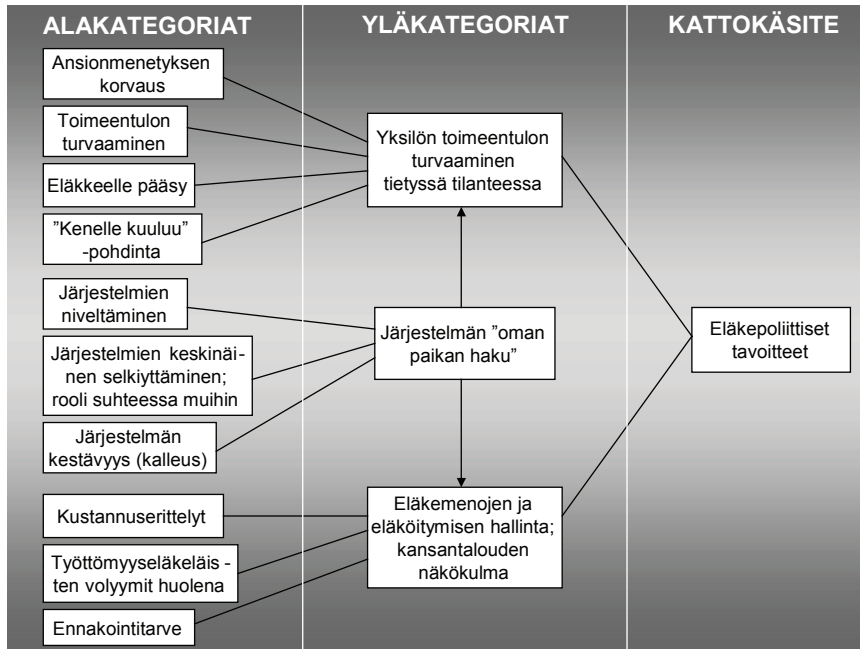 ALAKATEGORIAT
YLÄKATEGORIAT
KATTOKÄSITE
Ansionmenetyksen
korvaus
Toimeentulon
turvaaminen
Eläkkeelle pääsy
”Kenelle kuuluu”
-pohdinta
Järjestelmien
niveltäminen
Järjestelmien keskinäi-
nen selkiyttäminen;
rooli suhteessa muihin
Järjestelmän
kestävyys (kalleus)
Kustannuserittelyt
Työttömyyseläkeläis -
ten volyymit huolena
Ennakointitarve
Yksilön toimeentulon
turvaaminen
tietyssä tilanteessa
Järjestelmän ”oman
paikan haku”
Eläkemenojen ja
eläköitymisen hallinta;
kansantalouden
näkökulma
Eläkepoliittiset
tavoitteet